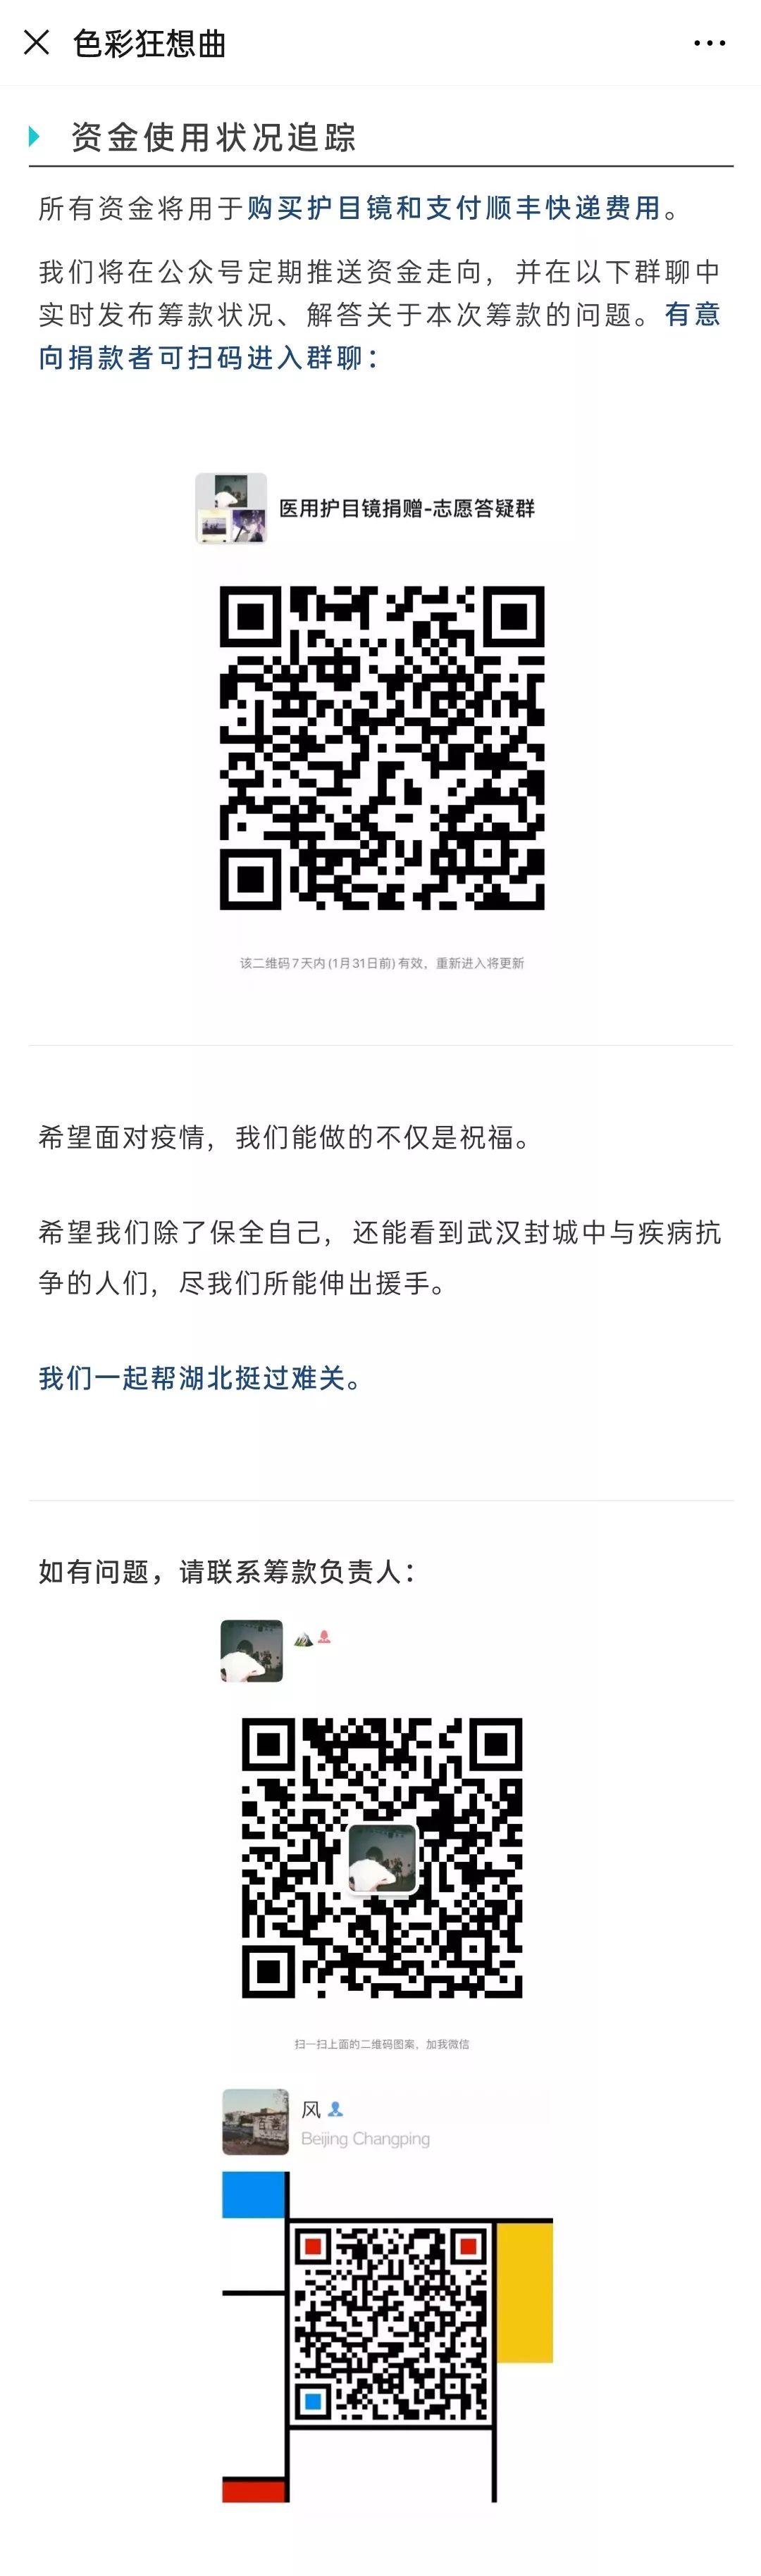 色彩狂想曲
资金使用状况追踪
所有资金将用于购买护目镜和支付顺丰快递费用。
我们将在公众号定期推送资金走向，并在以下群聊中
实时发布筹款状况、解答关于本次筹款的问题。有意
向捐款者可扫码进入群聊：
医用护目镜捐赠-志愿答疑群
该二维码7天内(1月31日前)有效，重新进入将更新
希望面对疫情，我们能做的不仅是祝福。
希望我们除了保全自己，还能看到武汉封城中与疾病抗
争的人们，尽我们所能伸出援手。
我们一起帮湖北挺过难关。
如有问题，请联系筹款负责人：
扫一扫上面的二维码图案，加我微信
风
Beijing Changping